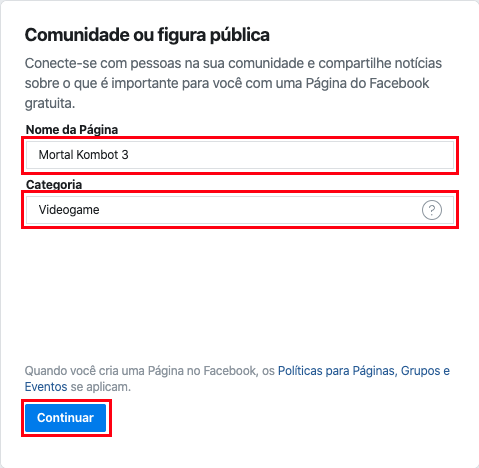 Comunidade ou figura pública
Conecte-se com pessoas na sua comunidade e compartilhe notícias
sobre o que é importante para você com uma Página do Facebook
gratuita.
Nome da Página
Mortal Kombot 3
Categoria
Videogame
?
Quando você cria uma Página no Facebook, os Políticas para Páginas, Grupos e
Eventos se aplicam.
Continuar